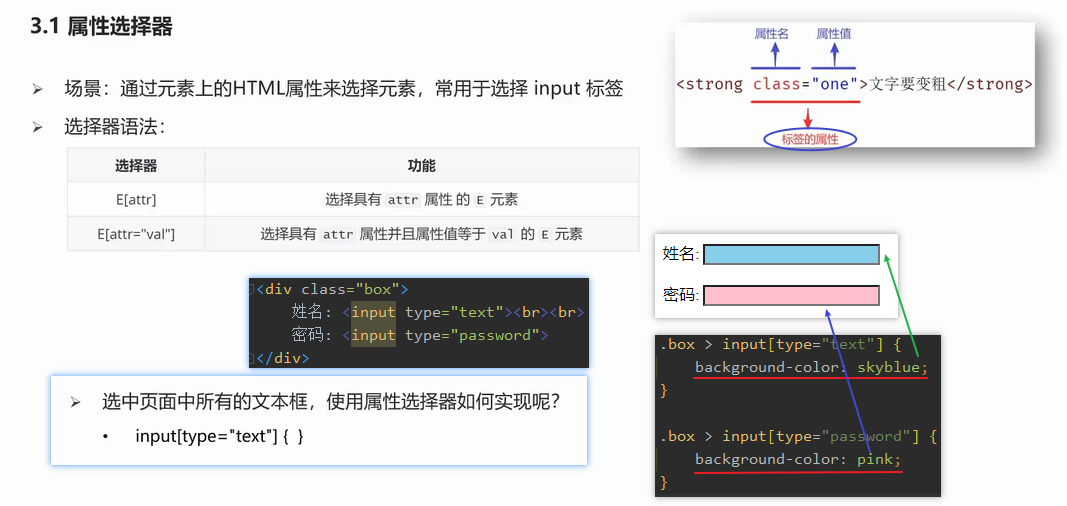 3.1 属性选择器
场景：通过元素上的HTML属性来选择元素，常用于选择 input 标签
选择器语法：
选择器 功能
E[attr] 选择具有 attr 属性 的 E 元素
E[attr="val"] 选择具有 attr 属性并且属性值等于 val 的 E 元素
<div class="box">
姓名: <input type="text"><br><br>
密码: <input type="password">
</div>
选中页面中所有的文本框，使用属性选择器如何实现呢？
• input[type="text"] { }
属性名 属性值
<strong class="one">文字要变粗</strong>
标签的属性
姓名:
密码:
.box > input[type="text"] {
background-color: skyblue;
}
.box > input[type="password"] {
background-color: pink;
}